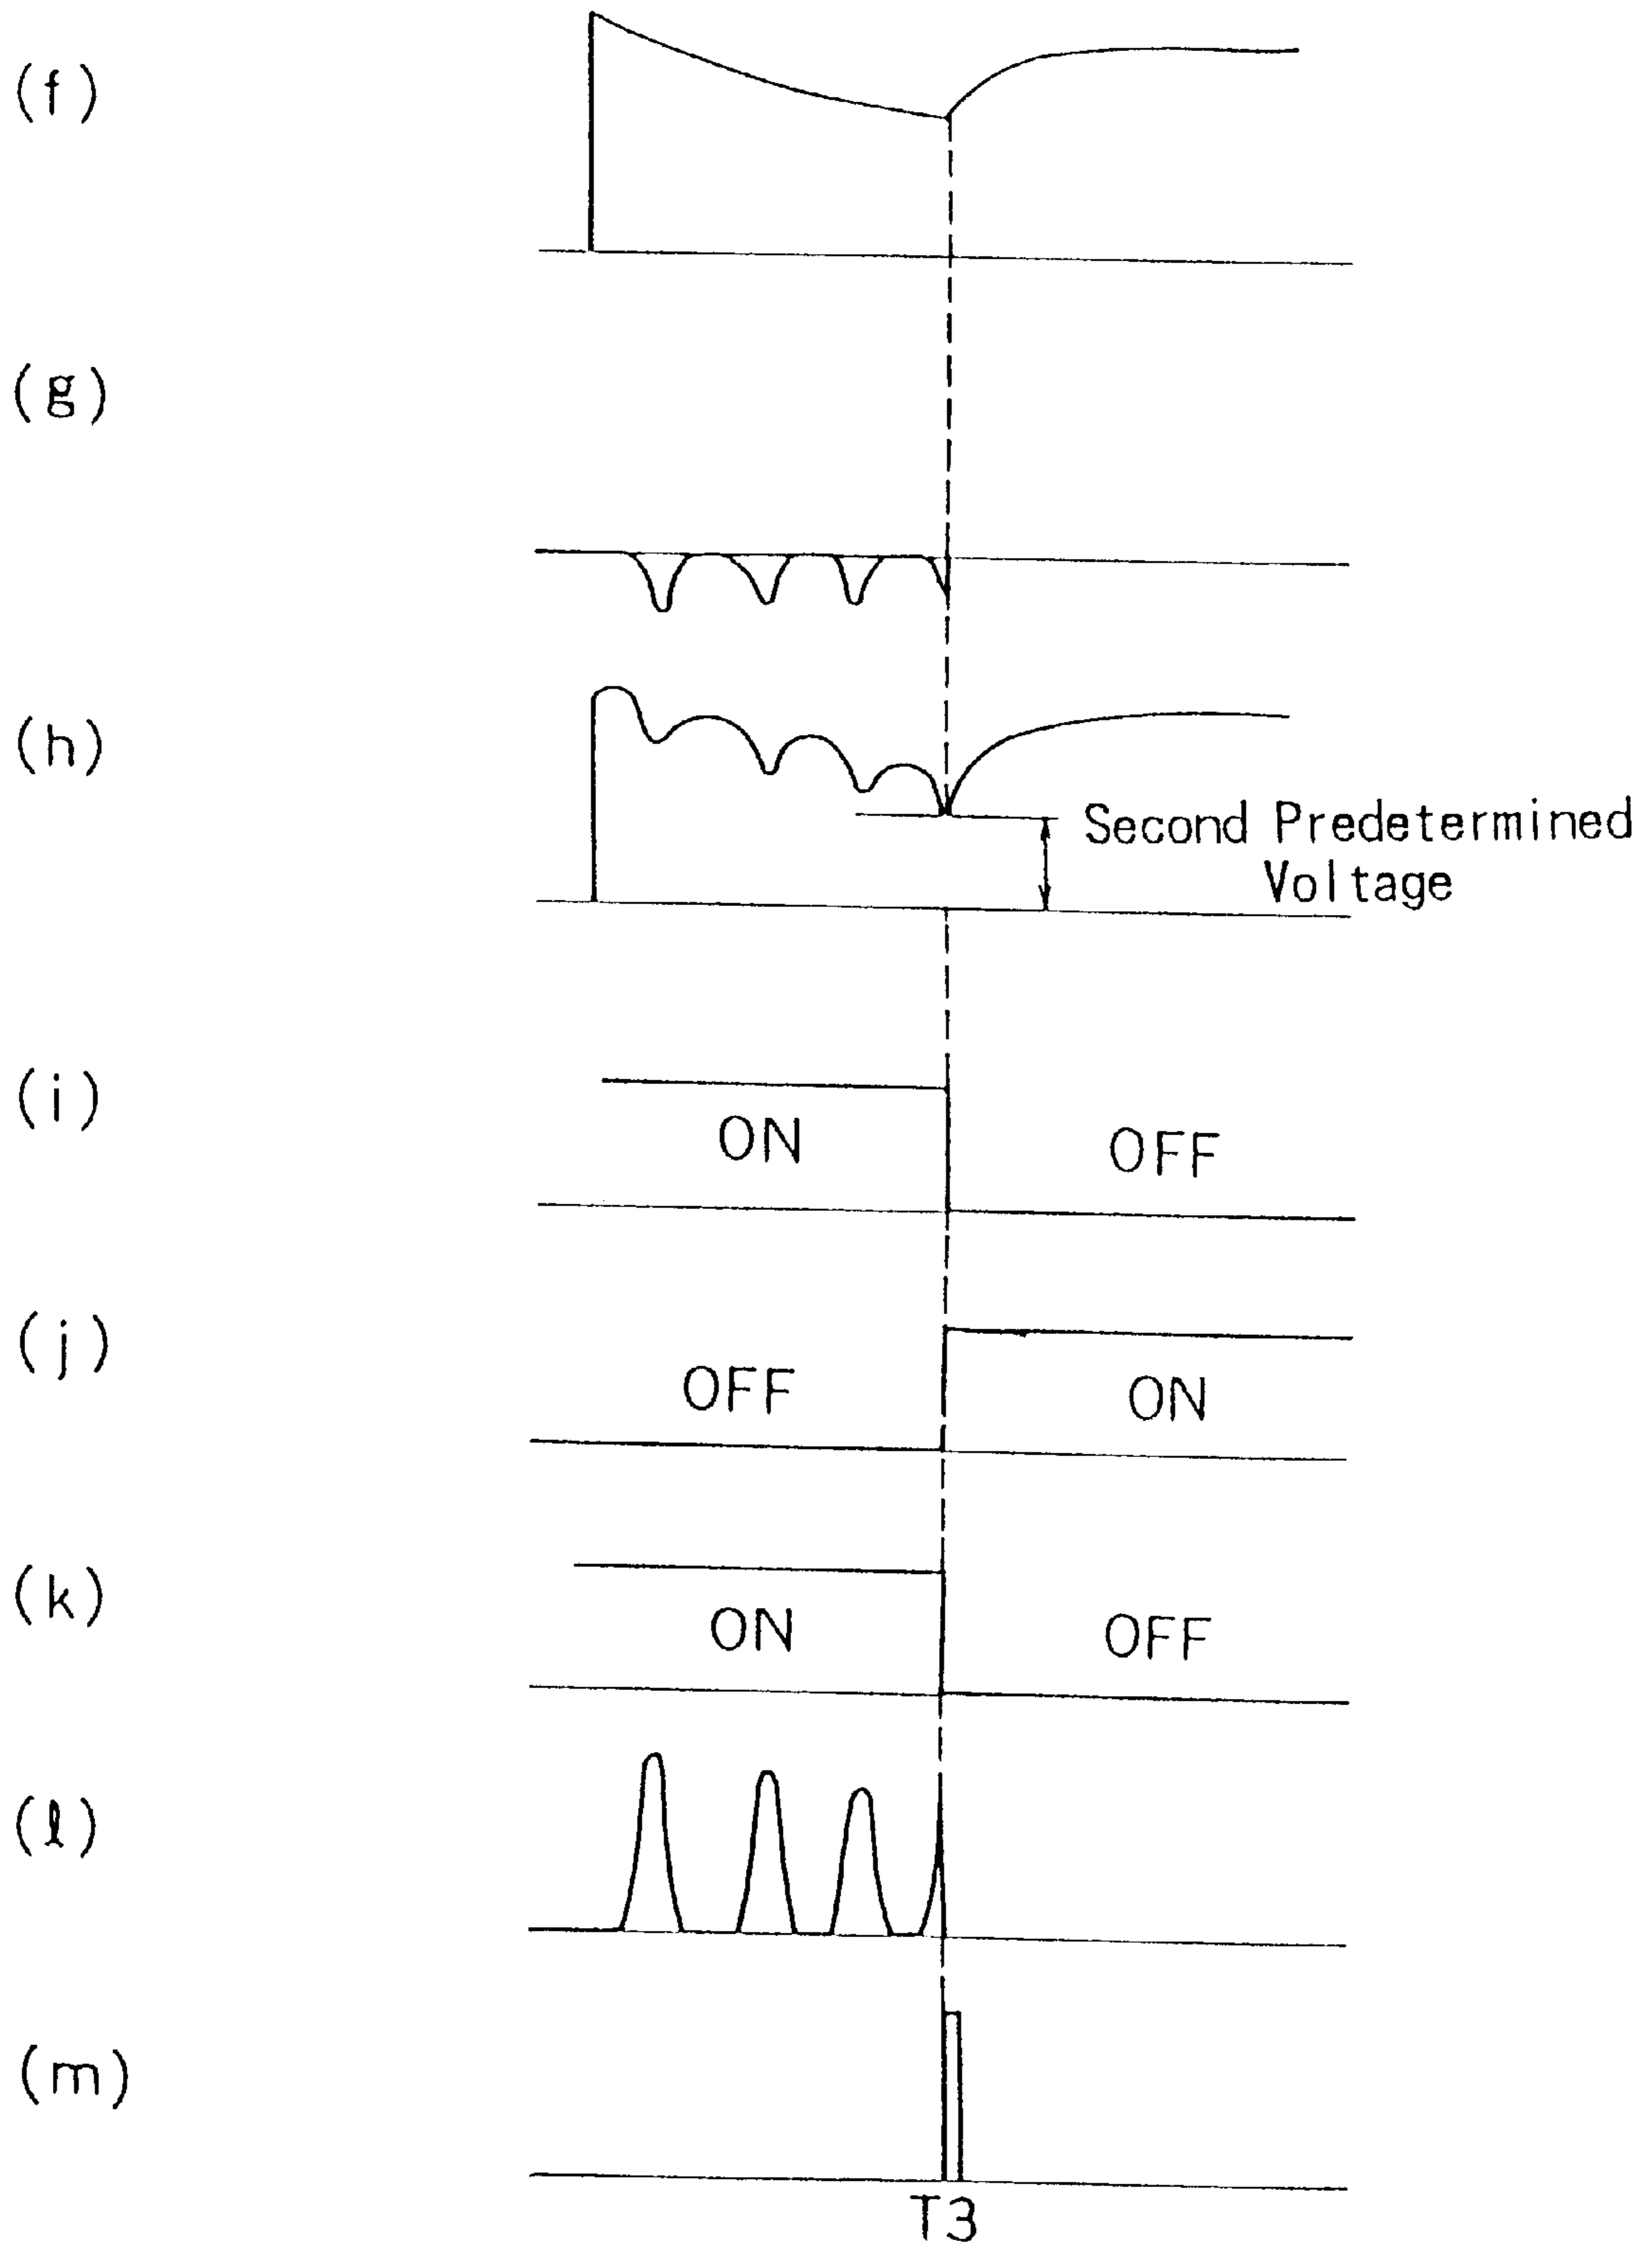 (f)
(g)
(h)
Second Predetermined
Voltage
(i)
ON
OFF
(j)
OFF
ON
(k)
ON
OFF
(l)
(m)
T3